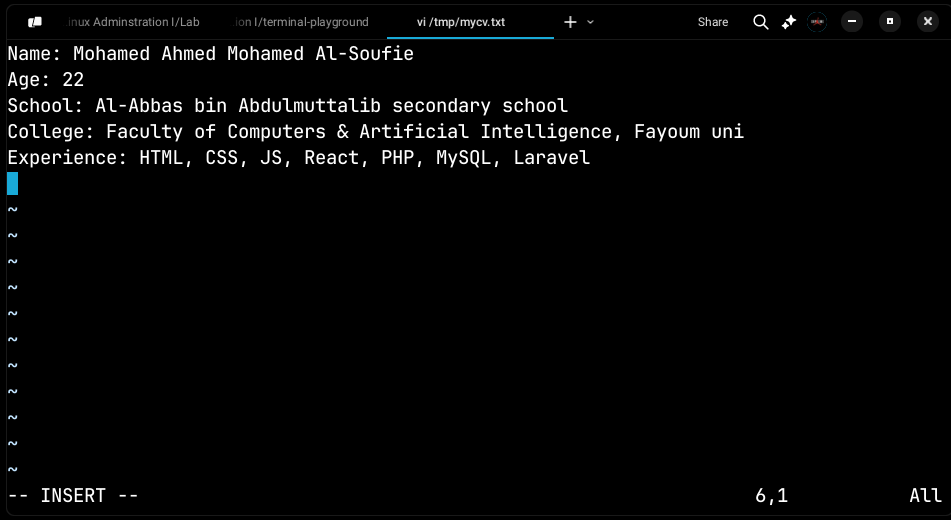 inux Adminstration I/Lab
ion I/terminal-playground
vi /tmp/mycv.txt
Share
Name: Mohamed Ahmed Mohamed Al-Soufie
Age: 22
School: Al-Abbas bin Abdulmuttalib secondary school
College: Faculty of Computers & Artificial Intelligence, Fayoum uni
Experience: HTML, CSS, JS, React, PHP, MySQL, Laravel
~
~
~
~
~
~
~
~
~
~
~
-- INSERT -- 6,1 All